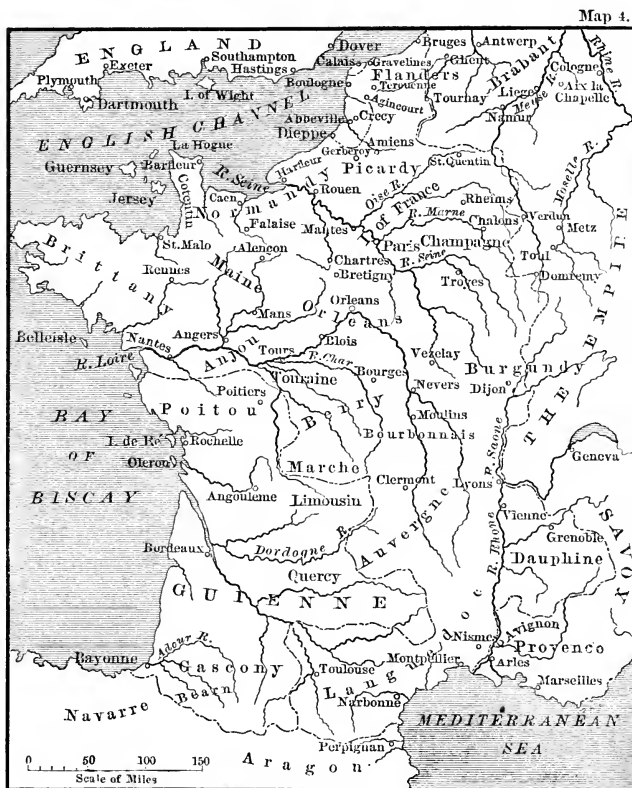 Map 4.
ENGLAND
Exeter
Southampton
Hastings
Dover
Plymouth
Dartmouth
I. of Wight
ENGLISH CHANNEL
Calais
Gravelines
Bruges
Antwerp
Ghent
Brabant
Cologne
Rhine R.
Boulogne
Flanders
Terouenne
Tournay
Liege
Aix la
Chapelle
Meuse R.
Namur
Agincourt
Abbeville
Crecy
Dieppe
Amiens
Gerberoy
La Hogue
Guernsey
Barfleur
Harfleur
Picardy
St. Quentin
Moselle R.
Jersey
Cotentin
R. Seine
Caen
Normandy
Rouen
Oise R.
Rheims
Verdun
Metz
Falaise
Mantes
I. of France
R. Marne
Chalons
St. Malo
Alençon
Paris
Champagne
Toul
Brittany
Rennes
Maine
Chartres
Bretigny
R. Seine
Troyes
Domremy
Mans
Orleans
Orleans
THE EMPIRE
Belleisle
Nantes
Angers
Anjou
Blois
Vezelay
Burgundy
R. Loire
Tours
R. Char
Touraine
Bourges
Nevers
Dijon
Poitiers
Poitou
Berry
Moulins
BAY
OF
BISCAY
I. de Ré
Rochelle
Bourbonnais
R. Saone
Geneva
Oleron
Marche
Lyons
Angouleme
Limousin
Clermont
Vienne
SAVOY
Bordeaux
Dordogne R.
Auvergne
R. Rhone
Grenoble
Dauphine
Quercy
GUIENNE
Nisme
Avignon
Provence
Bayonne
Adour R.
Gascony
Toulouse
Montpellier
Arles
Languedoc
Marseilles
Bearn
Narbonne
Navarre
MEDITERRANEAN
SEA
Perpignan
Aragon
0 50 100 150
Scale of Miles